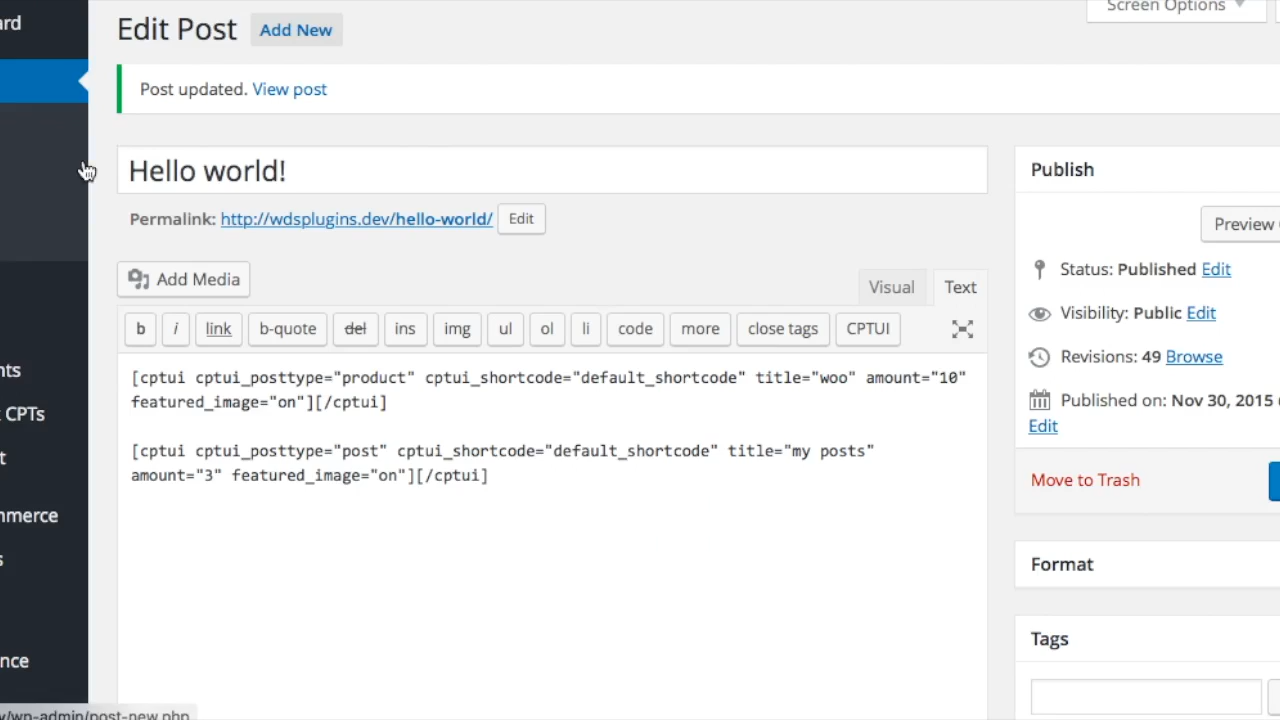 ard
Edit Post
Add New
Screen Options
Post updated. View post
Hello world!
Publish
Permalink: http://wdsplugins.dev/hello-world/
Edit
Preview
Add Media
Visual
Text
Status: Published Edit
b
i
link
b-quote
del
ins
img
ul
ol
li
code
more
close tags
CPTUI
Visibility: Public Edit
Revisions: 49 Browse
[cptui cptui_posttype="product" cptui_shortcode="default_shortcode" title="woo" amount="10"
featured_image="on"][/cptui]
[cptui cptui_posttype="post" cptui_shortcode="default_shortcode" title="my posts"
amount="3" featured_image="on"][/cptui]
Published on: Nov 30, 2015
Edit
Move to Trash
nts
CPTs
t
mmerce
s
nce
Format
Tags
/wp-admin/post-new.php